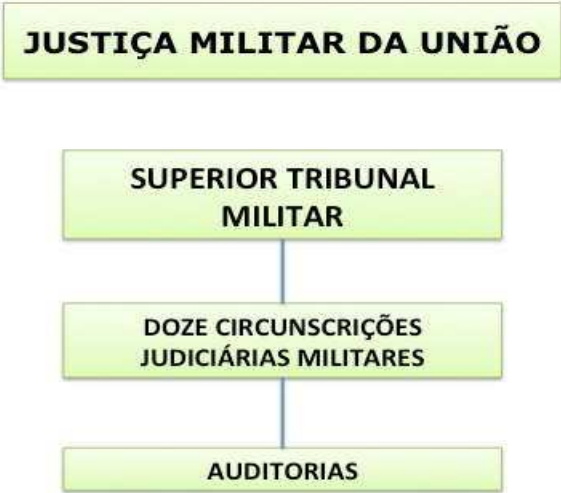 JUSTIÇA MILITAR DA UNIÃO
SUPERIOR TRIBUNAL
MILITAR
DOZE CIRCUNSCRIÇÕES
JUDICIÁRIAS MILITARES
AUDITORIAS